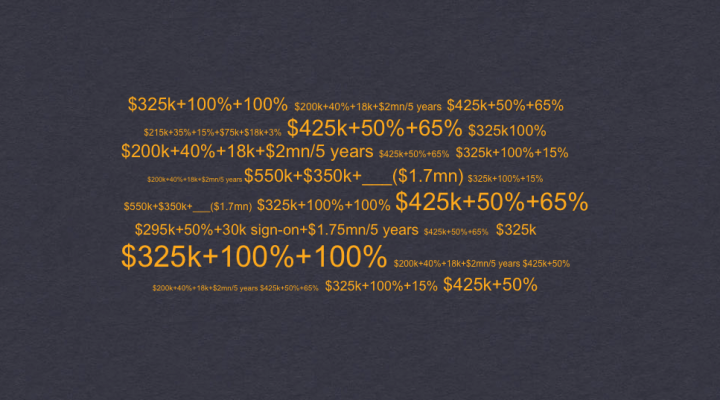 $325k+100%+100% $200k+40%+18k+$2mn/5 years $425k+50%+65%
$215k+35%+15%+$75k+$18k+3% $425k+50%+65% $325k100%
$200k+40%+18k+$2mn/5 years $425k+50%+65% $325k+100%+15%
$200k+40%+18k+$2mn/5 years $550k+$350k+___($1.7mn) $325k+100%+15%
$550k+$350k+___($1.7mn) $325k+100%+100% $425k+50%+65%
$295k+50%+30k sign-on+$1.75mn/5 years $425k+50%+65% $325k
$325k+100%+100% $200k+40%+18k+$2mn/5 years $425k+50%
$200k+40%+18k+$2mn/5 years $425k+50%+65% $325k+100%+15% $425k+50%